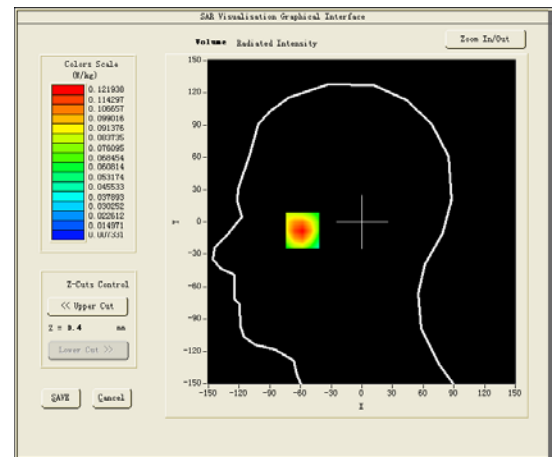 SAR Visualisation Graphical Interface
Volume Radiated Intensity
Zoom In/Out
Colors Scale
(W/kg)
0.121938
0.114297
0.106657
0.099016
0.091376
0.083735
0.076095
0.068454
0.060814
0.053174
0.045533
0.037893
0.030252
0.022612
0.014971
0.007331
150
120
90
60
30
0
-30
-60
-90
-120
-150
Y
-150 -120 -90 -60 -30 0 30 60 90 120 150
X
Z-Cuts Control
<< Upper Cut
Z = 0.4 mm
Lower Cut >>
SAVE Cancel